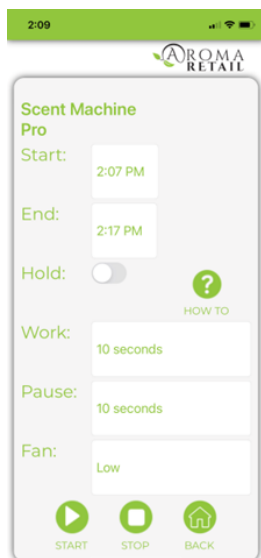 2:09
AROMA
RETAIL
Scent Machine
Pro
Start:
2:07 PM
End:
2:17 PM
Hold:
?
HOW TO
Work:
10 seconds
Pause:
10 seconds
Fan:
Low
START STOP BACK